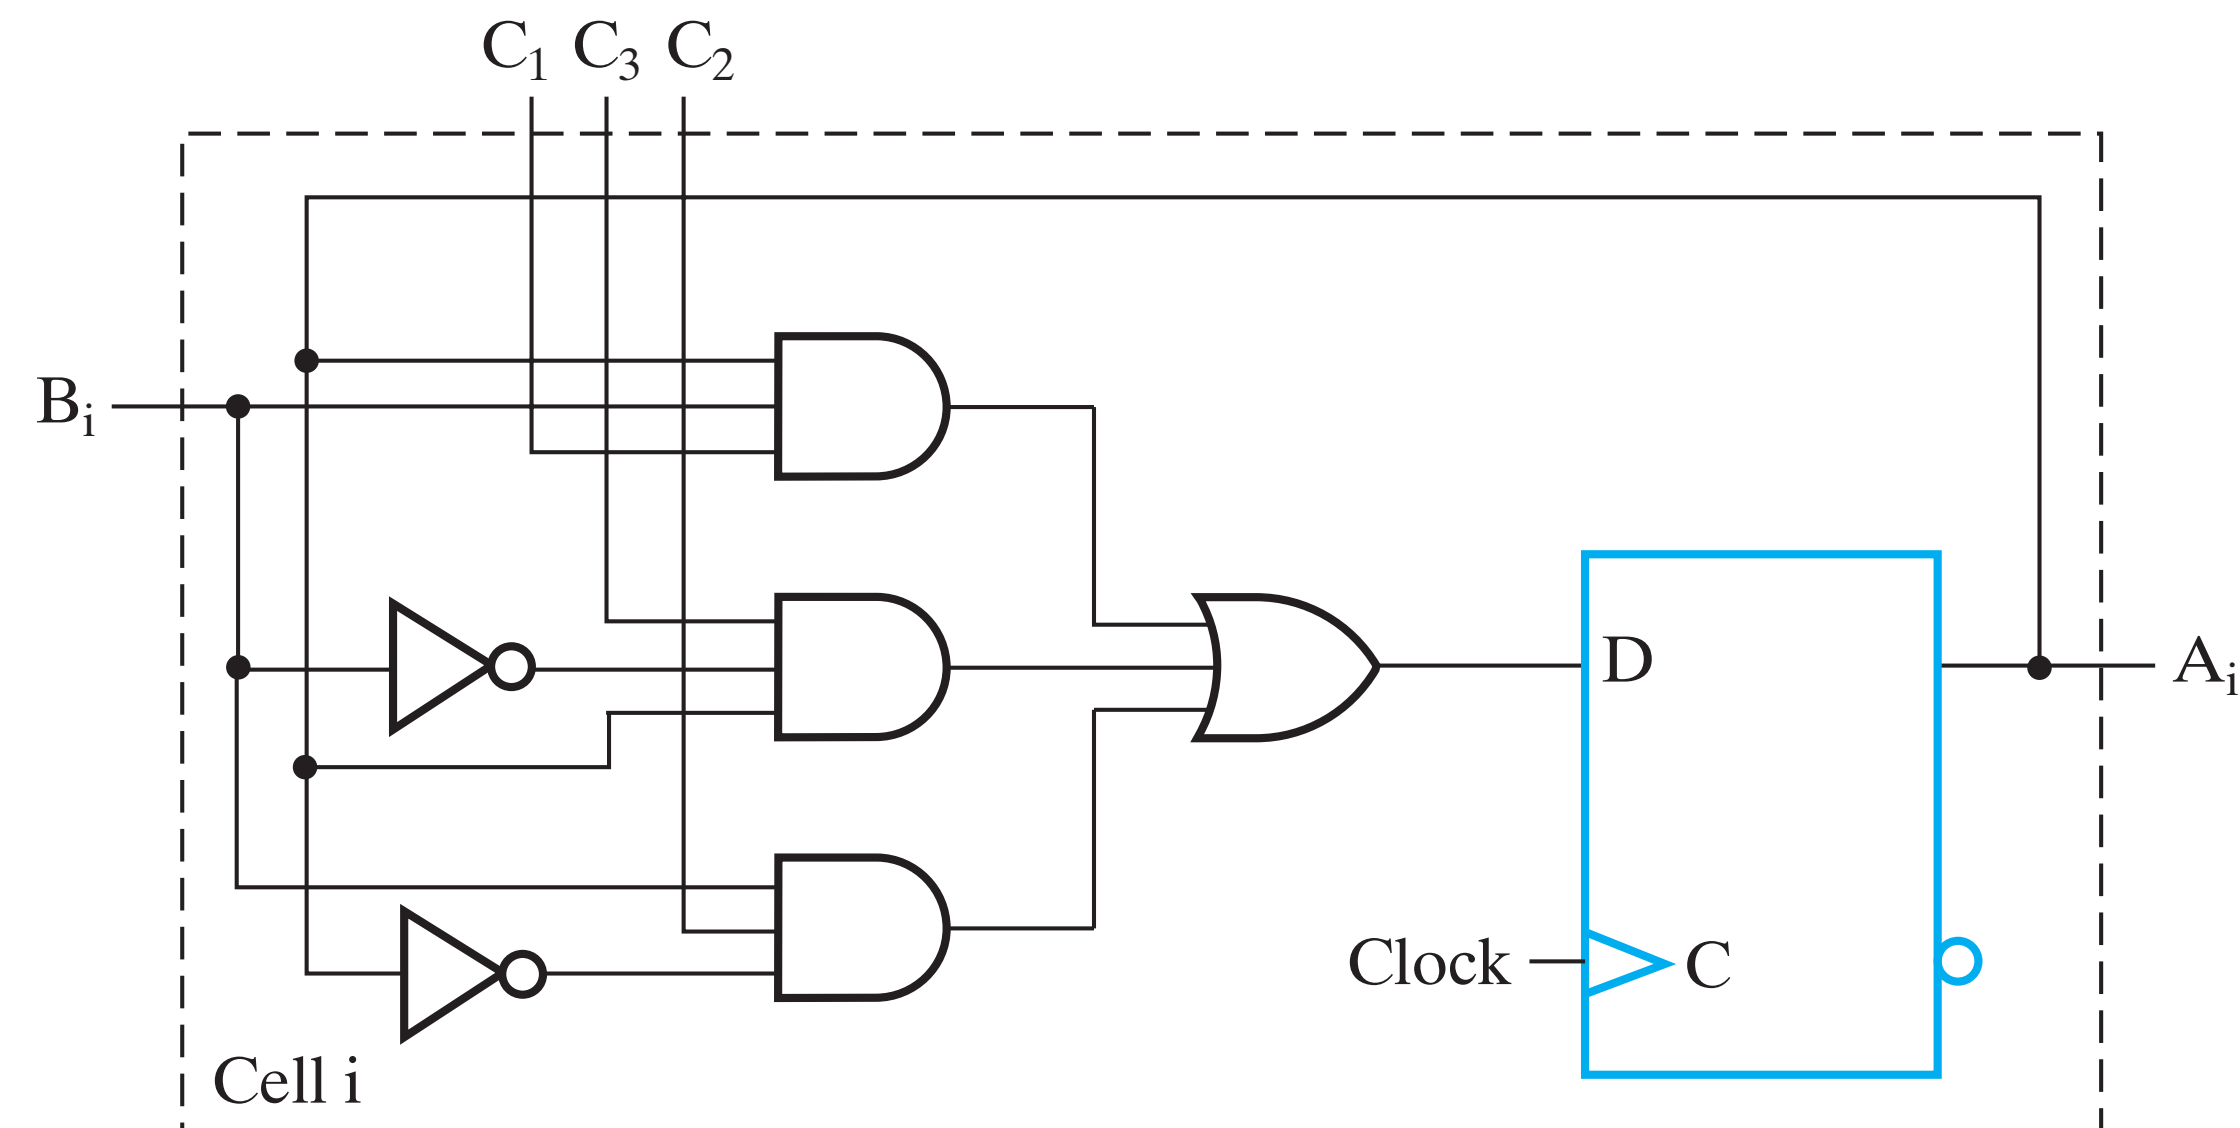 C₁ C₃ C₂
Bᵢ
D
Aᵢ
Clock
C
Cell i